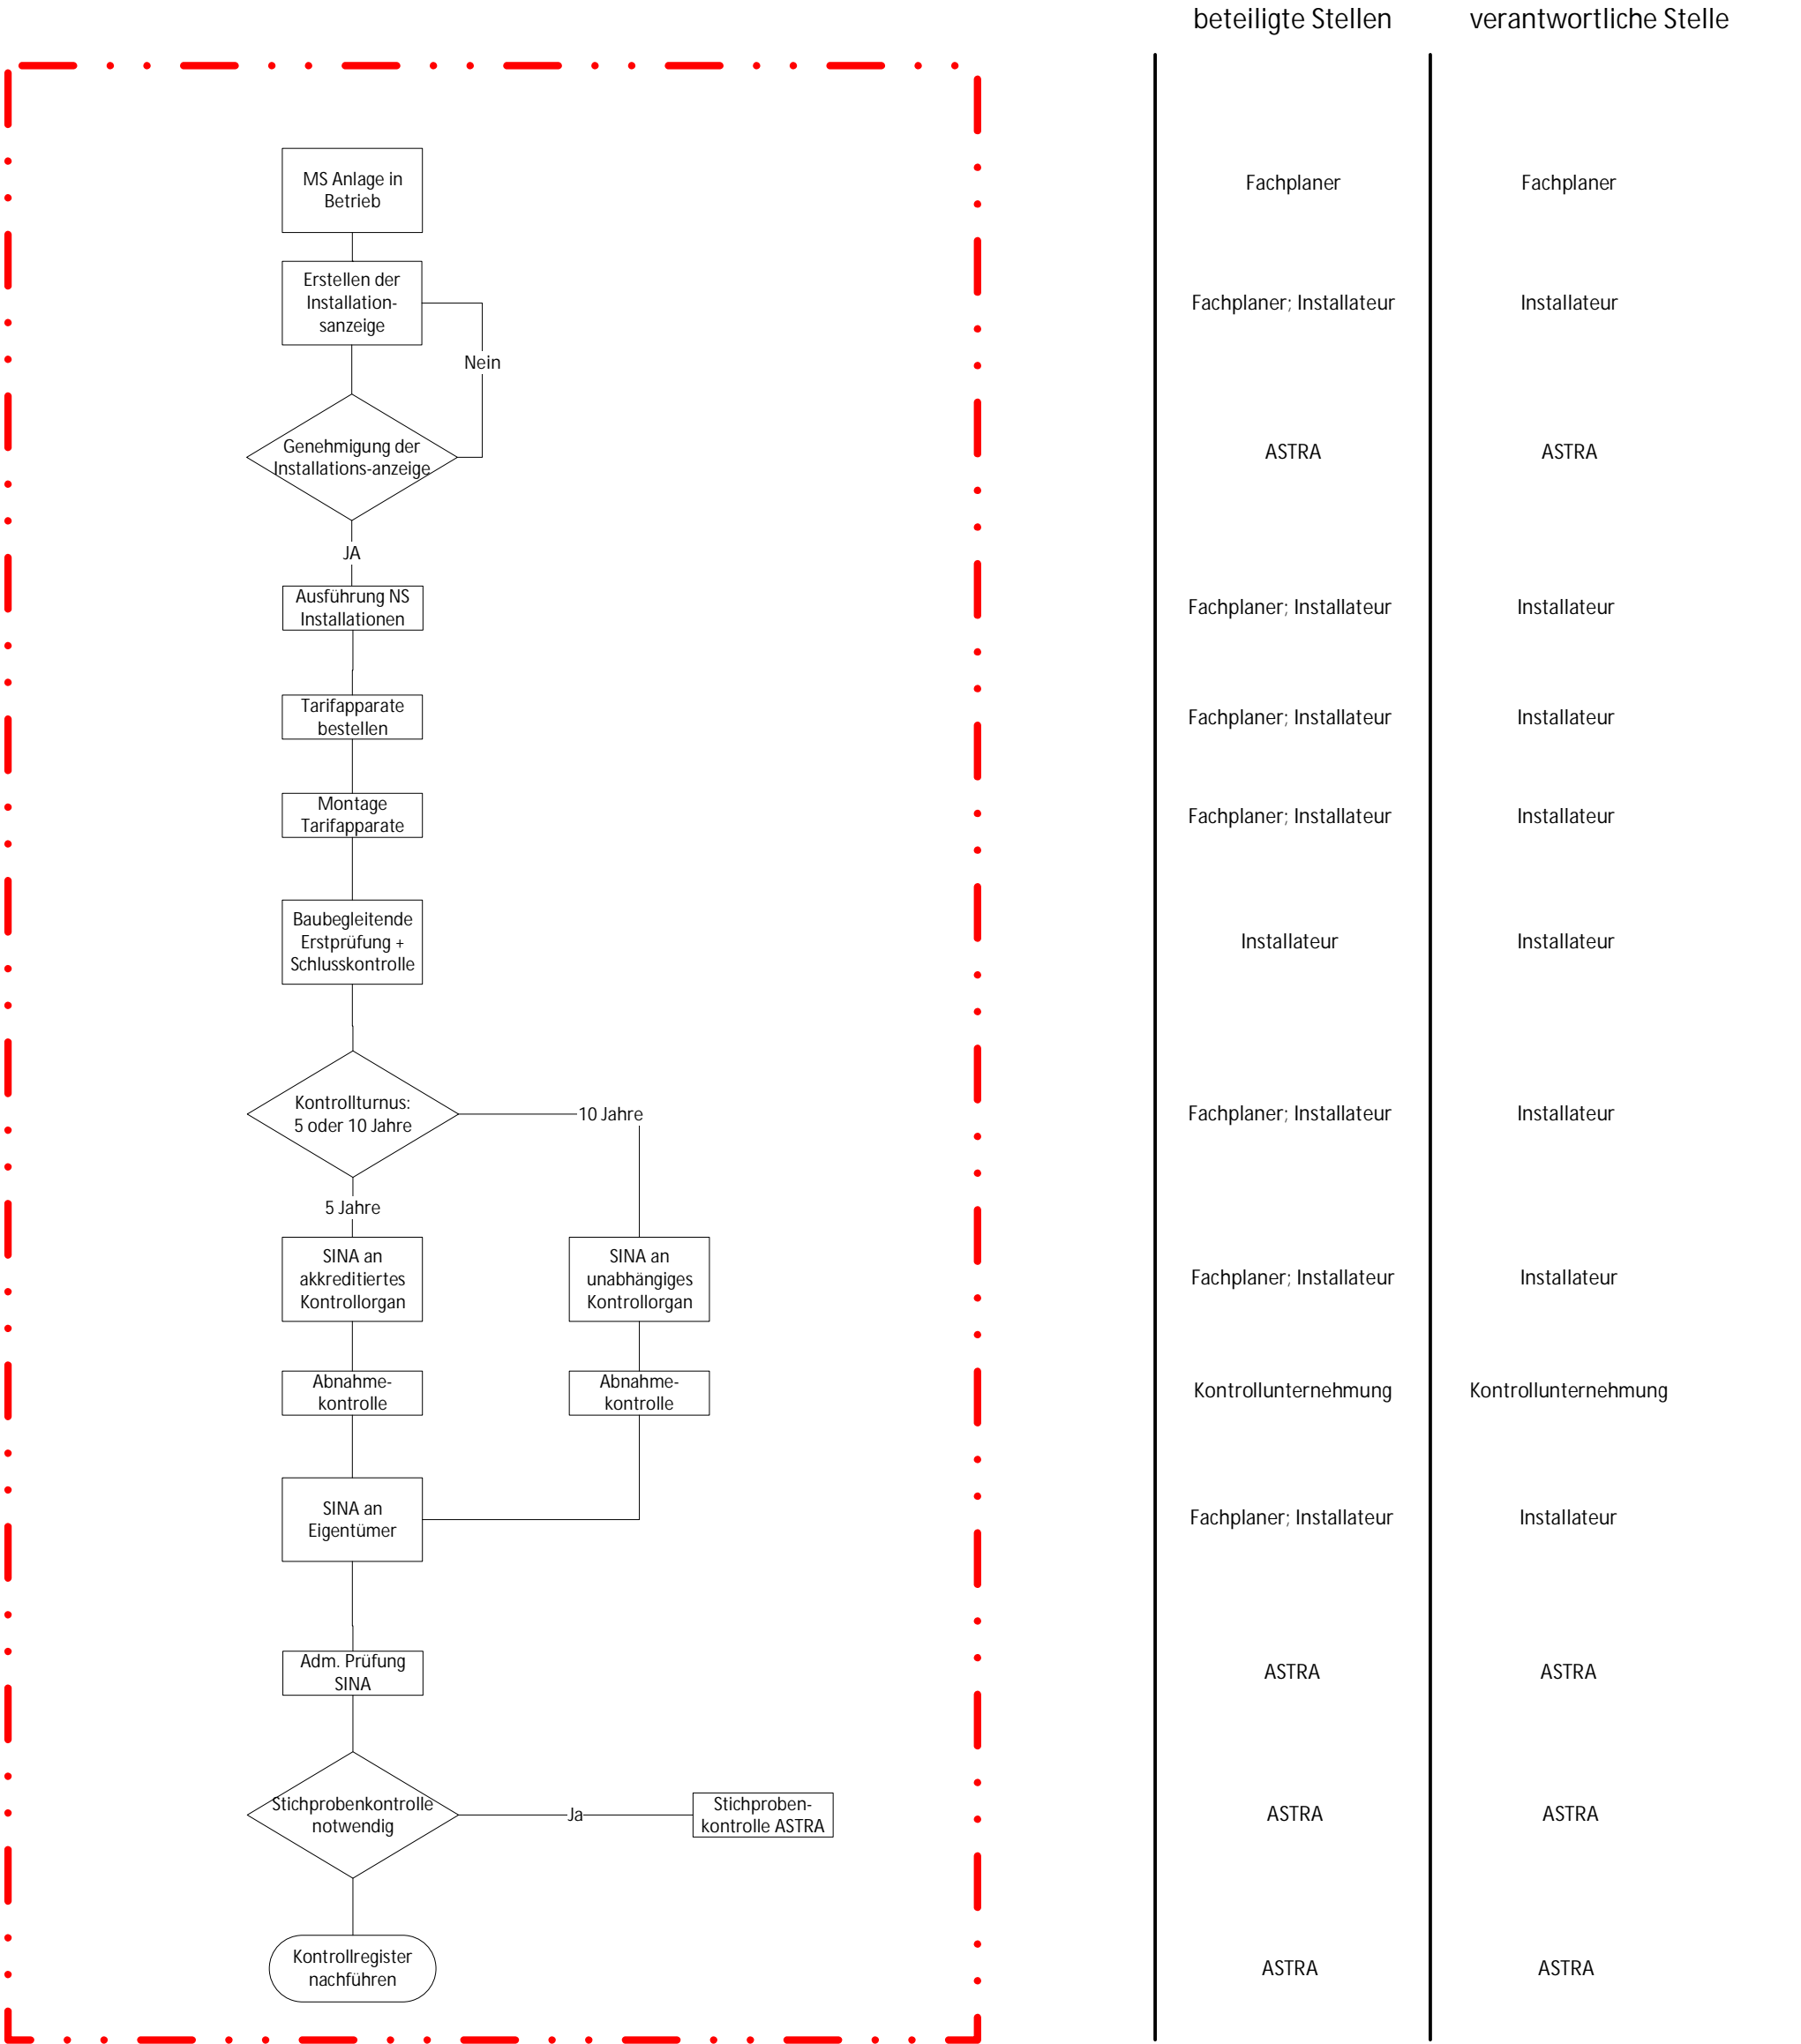 beteiligte Stellen
verantwortliche Stelle
MS Anlage in
Betrieb
Fachplaner
Fachplaner
Erstellen der
Installation-
sanzeige
Fachplaner; Installateur
Installateur
Nein
Genehmigung der
Installations-anzeige
ASTRA
ASTRA
JA
Ausführung NS
Installationen
Fachplaner; Installateur
Installateur
Tarifapparate
bestellen
Fachplaner; Installateur
Installateur
Montage
Tarifapparate
Fachplaner; Installateur
Installateur
Baubegleitende
Erstprüfung +
Schlusskontrolle
Installateur
Installateur
Kontrollturnus:
5 oder 10 Jahre
10 Jahre
Fachplaner; Installateur
Installateur
5 Jahre
SINA an
akkreditiertes
Kontrollorgan
SINA an
unabhängiges
Kontrollorgan
Fachplaner; Installateur
Installateur
Abnahme-
kontrolle
Abnahme-
kontrolle
Kontrollunternehmung
Kontrollunternehmung
SINA an
Eigentümer
Fachplaner; Installateur
Installateur
Adm. Prüfung
SINA
ASTRA
ASTRA
Stichprobenkontrolle
notwendig
Ja
Stichproben-
kontrolle ASTRA
ASTRA
ASTRA
Kontrollregister
nachführen
ASTRA
ASTRA